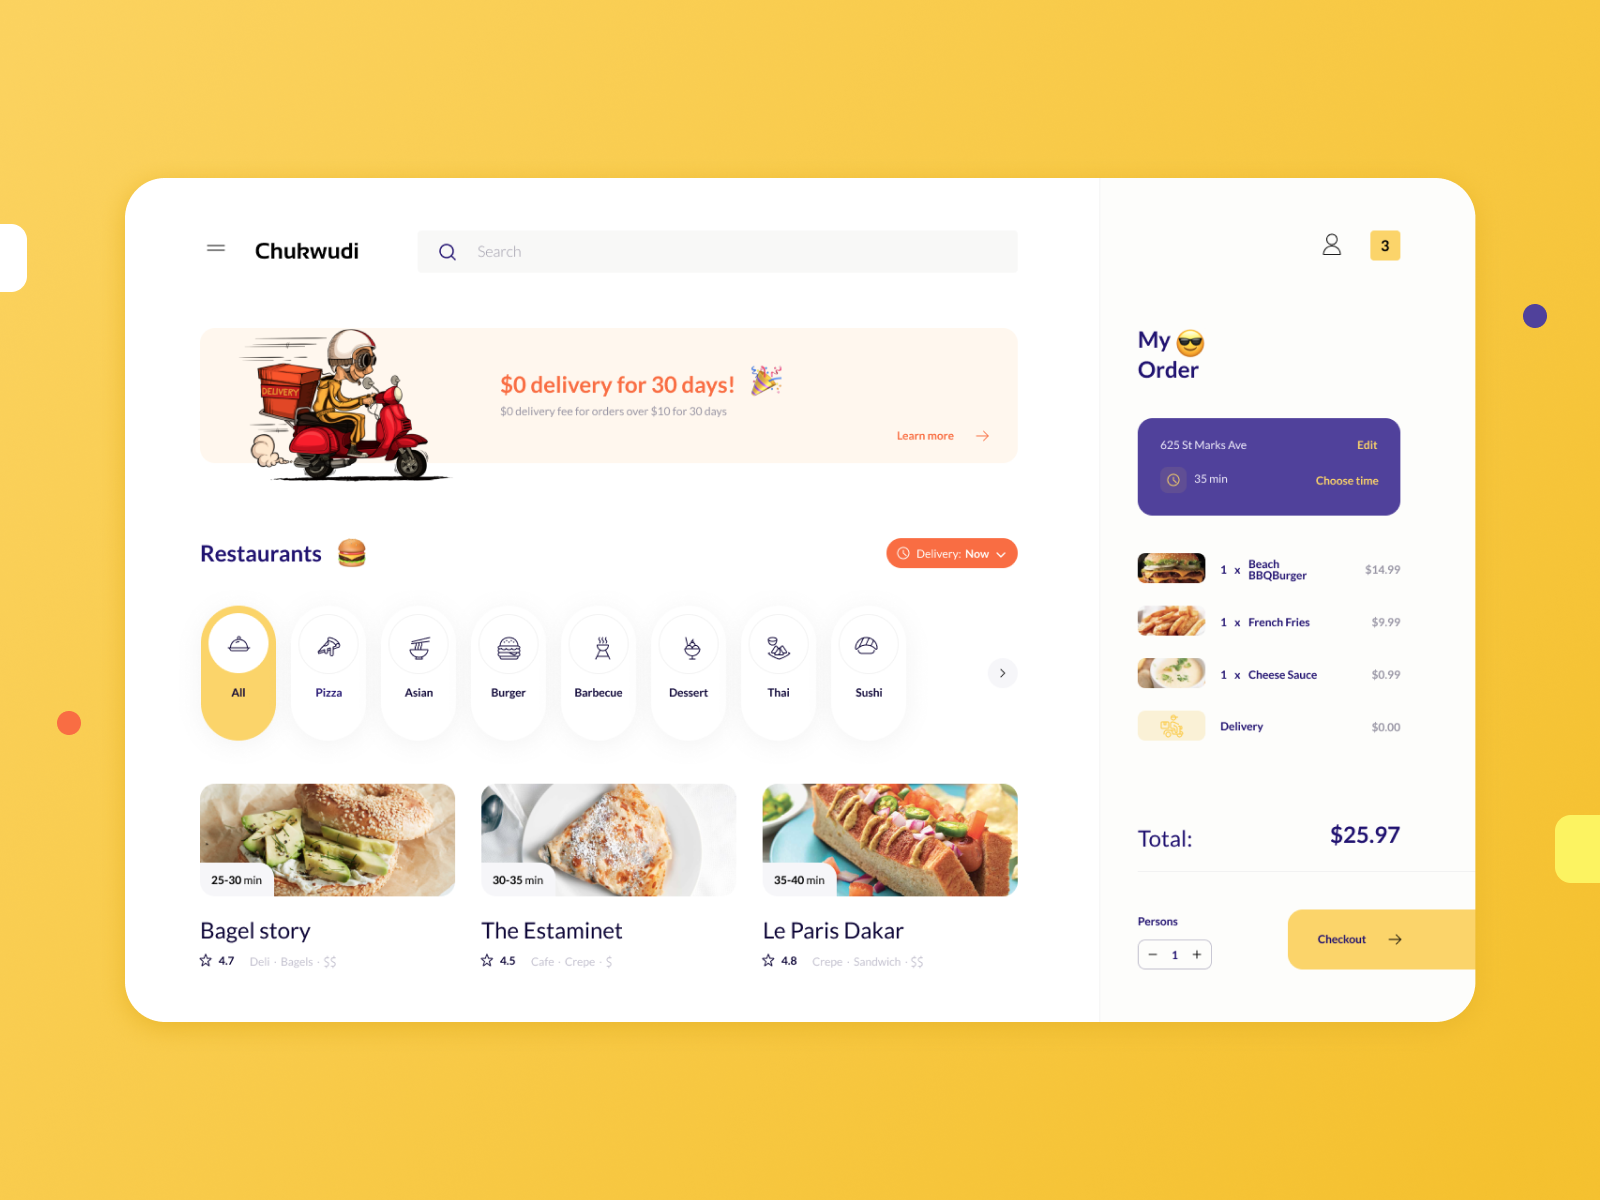 Chukwudi
Search
3
DELIVERY
$0 delivery for 30 days!
$0 delivery fee for orders over $10 for 30 days
Learn more
Restaurants
Delivery: Now
All
Pizza
Asian
Burger
Barbecue
Dessert
Thai
Sushi
25-30 min
30-35 min
35-40 min
Bagel story
The Estaminet
Le Paris Dakar
4.7 Deli · Bagels · $$
4.5 Cafe · Crepe · $
4.8 Crepe · Sandwich · $$
My
Order
625 St Marks Ave Edit
35 min Choose time
1 x Beach
BBQBurger
$14.99
1 x French Fries $9.99
1 x Cheese Sauce $0.99
Delivery $0.00
Total: $25.97
Persons
− 1 +
Checkout